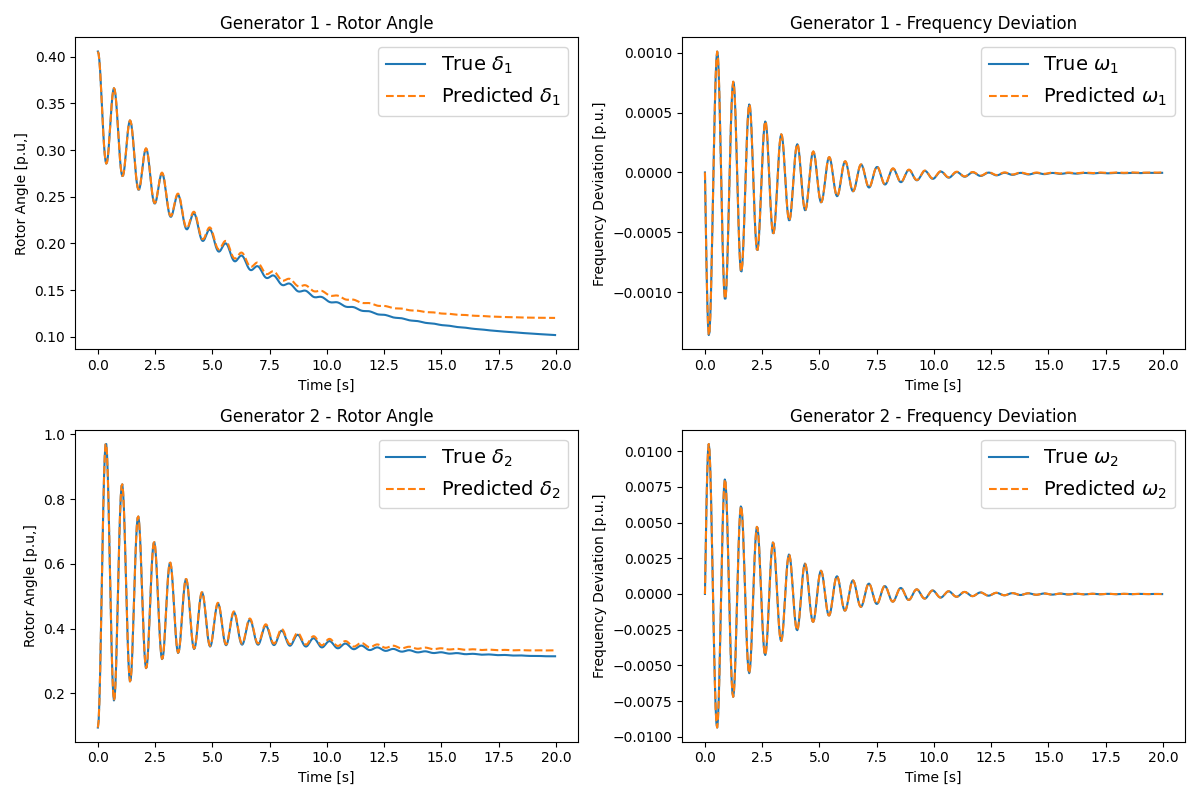 Generator 1 - Rotor Angle
Rotor Angle [p.u,]
0.40
0.35
0.30
0.25
0.20
0.15
0.10
True δ₁
Predicted δ₁
0.0 2.5 5.0 7.5 10.0 12.5 15.0 17.5 20.0
Time [s]
Generator 1 - Frequency Deviation
Frequency Deviation [p.u.]
0.0010
0.0005
0.0000
−0.0005
−0.0010
True ω₁
Predicted ω₁
0.0 2.5 5.0 7.5 10.0 12.5 15.0 17.5 20.0
Time [s]
Generator 2 - Rotor Angle
Rotor Angle [p.u,]
1.0
0.8
0.6
0.4
0.2
True δ₂
Predicted δ₂
0.0 2.5 5.0 7.5 10.0 12.5 15.0 17.5 20.0
Time [s]
Generator 2 - Frequency Deviation
Frequency Deviation [p.u.]
0.0100
0.0075
0.0050
0.0025
0.0000
−0.0025
−0.0050
−0.0075
−0.0100
True ω₂
Predicted ω₂
0.0 2.5 5.0 7.5 10.0 12.5 15.0 17.5 20.0
Time [s]